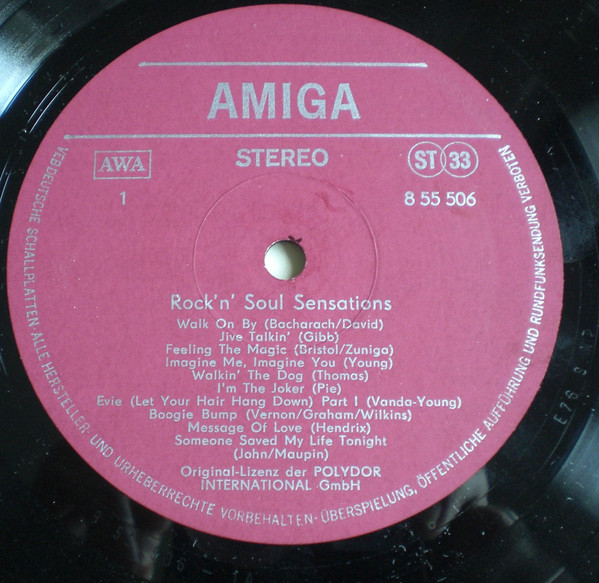 AMIGA
AWA
STEREO
ST 33
1
8 55 506
Rock'n' Soul Sensations
Walk On By (Bacharach/David)
Jive Talkin' (Gibb)
Feeling The Magic (Bristol/Zuniga)
Imagine Me, Imagine You (Young)
Walkin' The Dog (Thomas)
I'm The Joker (Pie)
Evie (Let Your Hair Hang Down) Part I (Vanda-Young)
Boogie Bump (Vernon/Graham/Wilkins)
Message Of Love (Hendrix)
Someone Saved My Life Tonight
(John/Maupin)
Original-Lizenz der POLYDOR
INTERNATIONAL GmbH
VEB DEUTSCHE SCHALLPLATTEN · ALLE HERSTELLER- UND URHEBERRECHTE VORBEHALTEN · ÜBERSPIELUNG, ÖFFENTLICHE AUFFÜHRUNG UND RUNDFUNKSENDUNG VERBOTEN